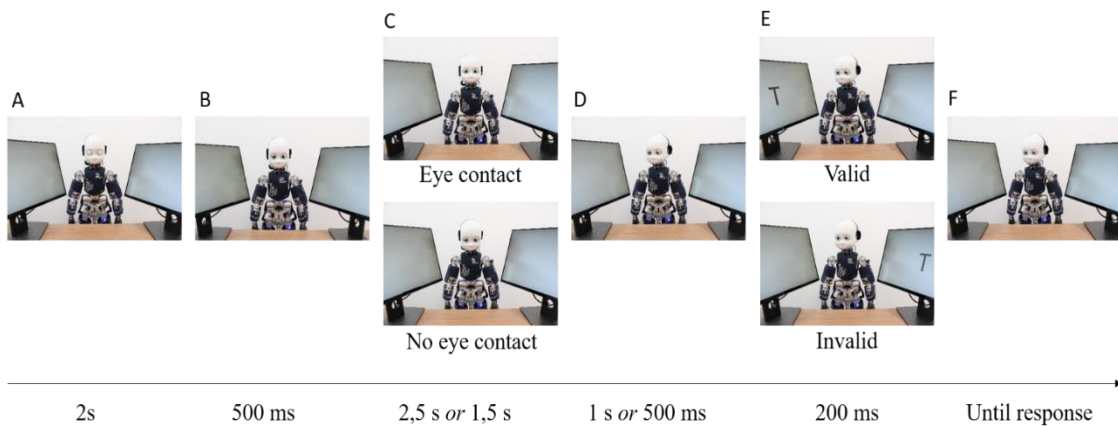 C
E
A
B
D
F
T
Eye contact
Valid
T
No eye contact
Invalid
2s
500 ms
2,5 s or 1,5 s
1 s or 500 ms
200 ms
Until response